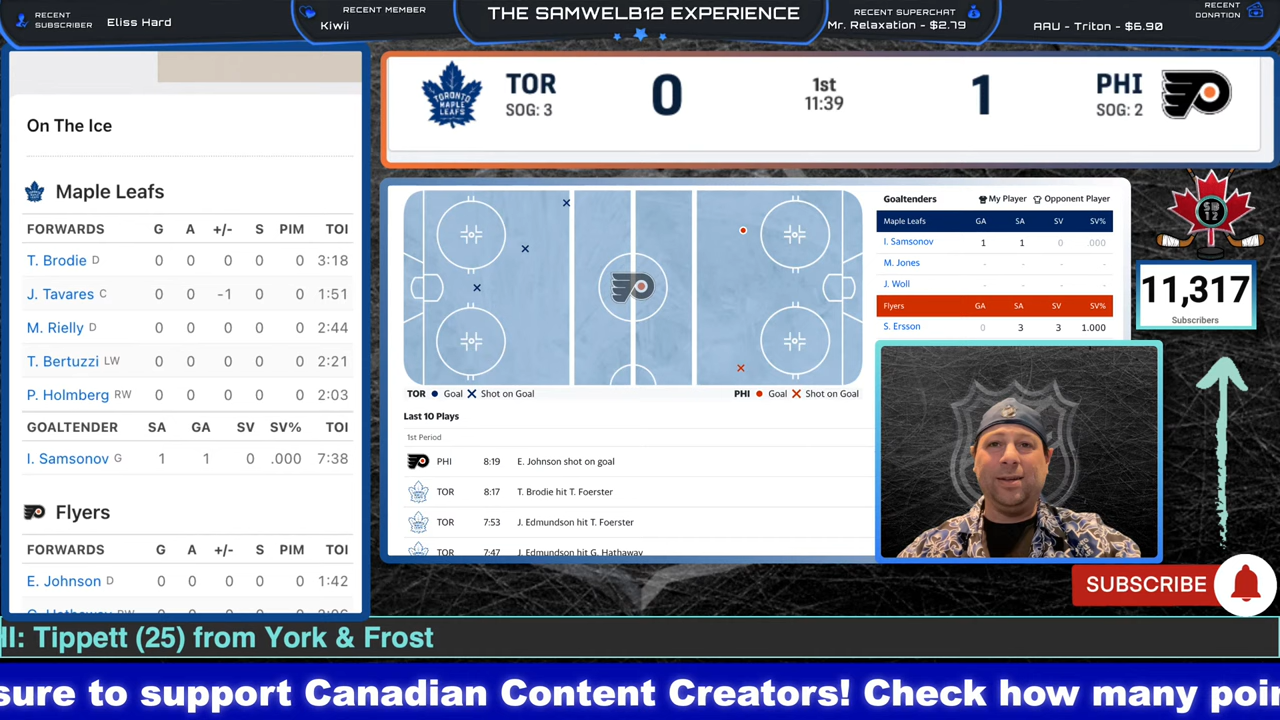 RECENT
SUBSCRIBER
Eliss Hard
RECENT MEMBER
Kiwii
THE SAMWELB12 EXPERIENCE
RECENT SUPERCHAT
Mr. Relaxation - $2.79
AAU - Triton - $6.90
RECENT
DONATION
On The Ice
Maple Leafs
FORWARDS G A +/- S PIM TOI
T. Brodie D 0 0 0 0 0 3:18
J. Tavares C 0 0 -1 0 0 1:51
M. Rielly D 0 0 0 0 0 2:44
T. Bertuzzi LW 0 0 0 0 0 2:21
P. Holmberg RW 0 0 0 0 0 2:03
GOALTENDER SA GA SV SV% TOI
I. Samsonov G 1 1 0 .000 7:38
Flyers
FORWARDS G A +/- S PIM TOI
E. Johnson D 0 0 0 0 0 1:42
TORONTO
MAPLE
LEAFS
TOR
SOG: 3
0
1st
11:39
1
PHI
SOG: 2
TOR Goal Shot on Goal
PHI Goal Shot on Goal
Last 10 Plays
1st Period
PHI 8:19 E. Johnson shot on goal
TOR 8:17 T. Brodie hit T. Foerster
TOR 7:53 J. Edmundson hit T. Foerster
TOR 7:47 J. Edmundson hit G. Hathaway
Goaltenders My Player Opponent Player
Maple Leafs GA SA SV SV%
I. Samsonov 1 1 0 .000
M. Jones - - - -
J. Woll - - - -
Flyers GA SA SV SV%
S. Ersson 0 3 3 1.000
SB
12
11,317
Subscribers
NHL
SUBSCRIBE
HI: Tippett (25) from York & Frost
sure to support Canadian Content Creators! Check how many poin